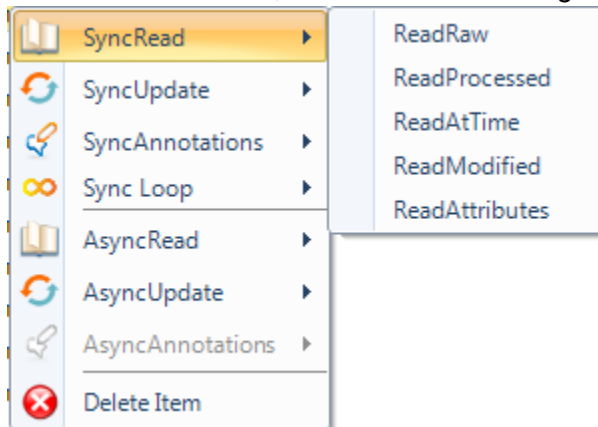 SyncRead
SyncUpdate
SyncAnnotations
Sync Loop
AsyncRead
AsyncUpdate
AsyncAnnotations
Delete Item
ReadRaw
ReadProcessed
ReadAtTime
ReadModified
ReadAttributes